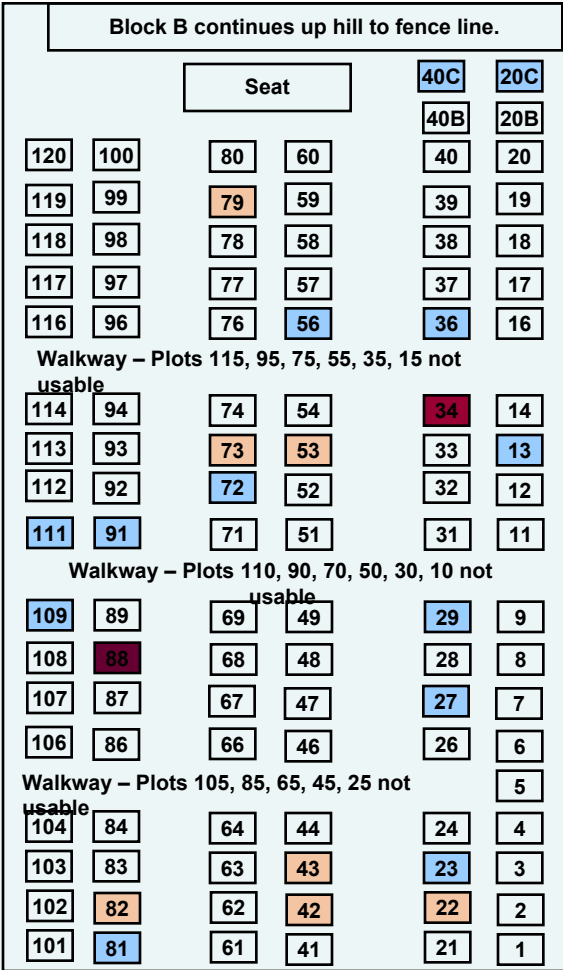 Block B continues up hill to fence line.
Seat 40C 20C
40B 20B
120 100 80 60 40 20
119 99 79 59 39 19
118 98 78 58 38 18
117 97 77 57 37 17
116 96 76 56 36 16
Walkway – Plots 115, 95, 75, 55, 35, 15 not
usable
114 94 74 54 34 14
113 93 73 53 33 13
112 92 72 52 32 12
111 91 71 51 31 11
Walkway – Plots 110, 90, 70, 50, 30, 10 not
usable
109 89 69 49 29 9
108 88 68 48 28 8
107 87 67 47 27 7
106 86 66 46 26 6
Walkway – Plots 105, 85, 65, 45, 25 not
usable
5
104 84 64 44 24 4
103 83 63 43 23 3
102 82 62 42 22 2
101 81 61 41 21 1